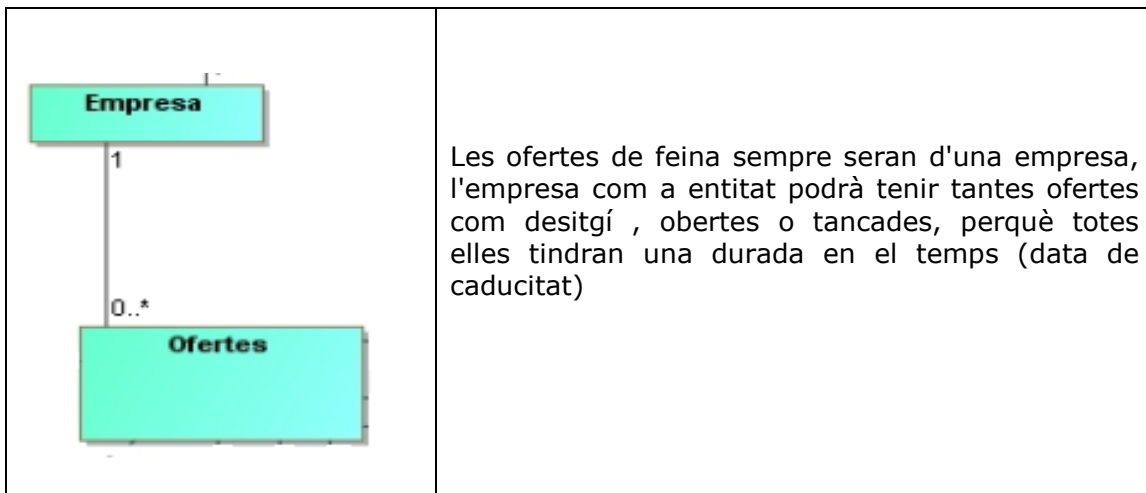 Empresa
1
0..*
Ofertes
Les ofertes de feina sempre seran d'una empresa,
l'empresa com a entitat podrà tenir tantes ofertes
com desitgí , obertes o tancades, perquè totes
elles tindran una durada en el temps (data de
caducitat)